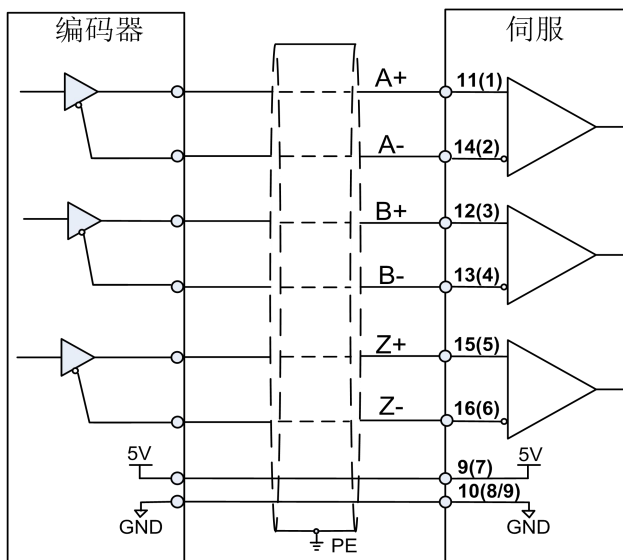 编码器
伺服
A+
11(1)
A-
14(2)
B+
12(3)
B-
13(4)
Z+
15(5)
Z-
16(6)
5V
9(7)
5V
10(8/9)
GND
PE
GND